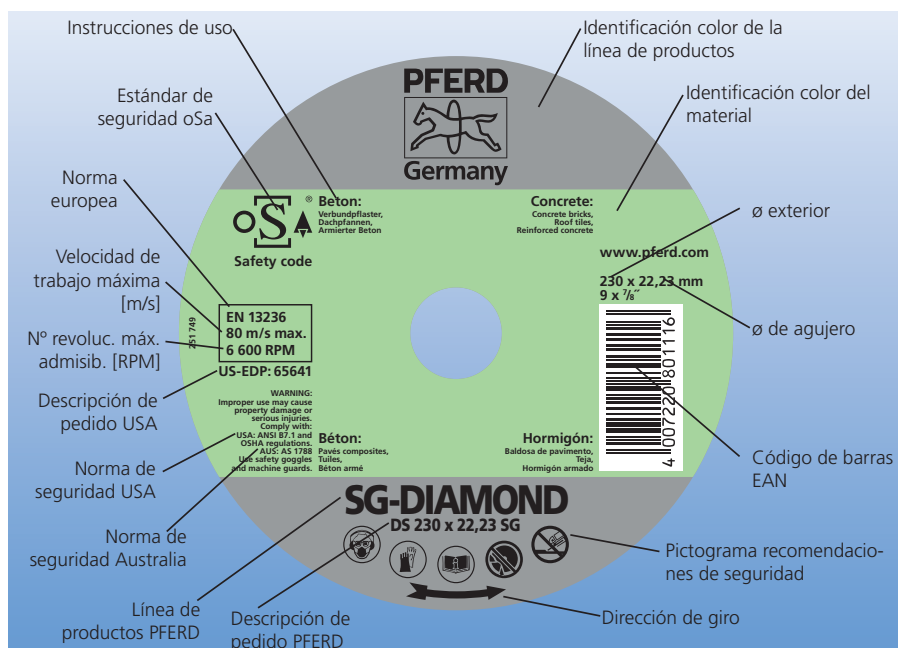 Instrucciones de uso
Identificación color de la
línea de productos
Estándar de
seguridad oSa
Identificación color del
material
Norma
europea
ø exterior
Velocidad de
trabajo máxima
[m/s]
ø de agujero
Nº revoluc. máx.
admisib. [RPM]
Descripción de
pedido USA
Norma de
seguridad USA
Código de barras
EAN
Norma de
seguridad Australia
Pictograma recomendacio-
nes de seguridad
Línea de
productos PFERD
Descripción de
pedido PFERD
Dirección de giro
PFERD
Germany
oSa®
Safety code
Beton:
Verbundpflaster,
Dachpfannen,
Armierter Beton
Concrete:
Concrete bricks,
Roof tiles,
Reinforced concrete
www.pferd.com
230 x 22,23 mm
9 x ⅞"
251 749
EN 13236
80 m/s max.
6 600 RPM
US-EDP: 65641
WARNING:
Improper use may cause
property damage or
serious injuries.
Comply with:
USA: ANSI B7.1 and
OSHA regulations.
AUS: AS 1788
Use safety goggles
and machine guards.
Béton:
Pavés composites,
Tuiles,
Béton armé
Hormigón:
Baldosa de pavimento,
Teja,
Hormigón armado
4 007220 801116
SG-DIAMOND
DS 230 x 22,23 SG